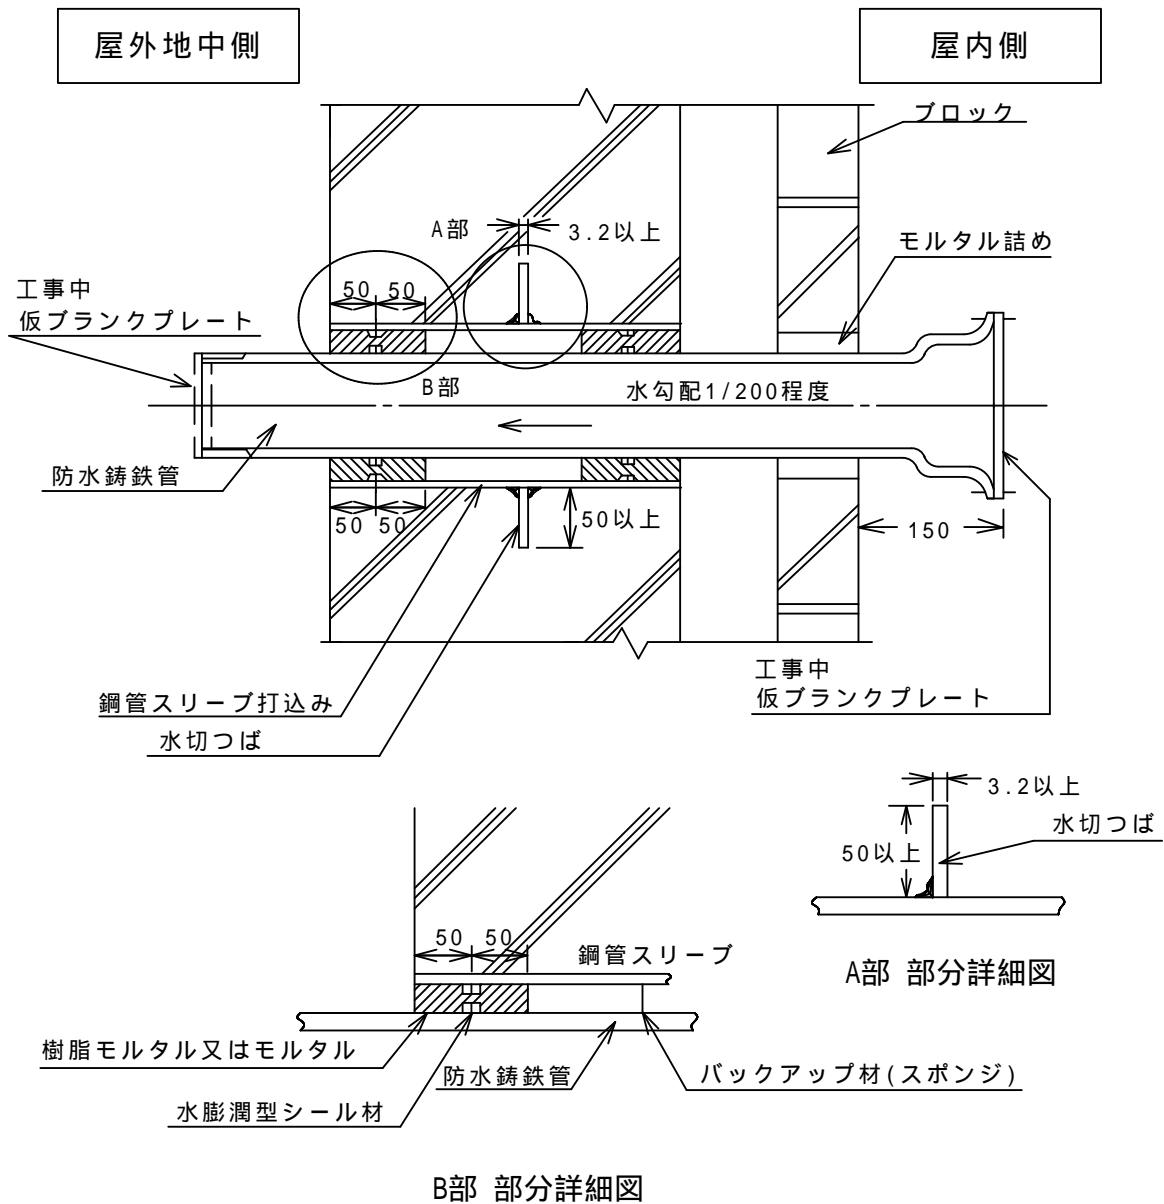 屋外地中側
屋内側
ブロック
A部
3.2以上
モルタル詰め
工事中
仮ブランクプレート
50 50
B部
水勾配1/200程度
防水鋳鉄管
50 50
50以上
150
工事中
仮ブランクプレート
鋼管スリーブ打込み
水切つば
3.2以上
水切つば
50以上
A部 部分詳細図
50 50
鋼管スリーブ
樹脂モルタル又はモルタル
防水鋳鉄管
バックアップ材(スポンジ)
水膨潤型シール材
B部 部分詳細図